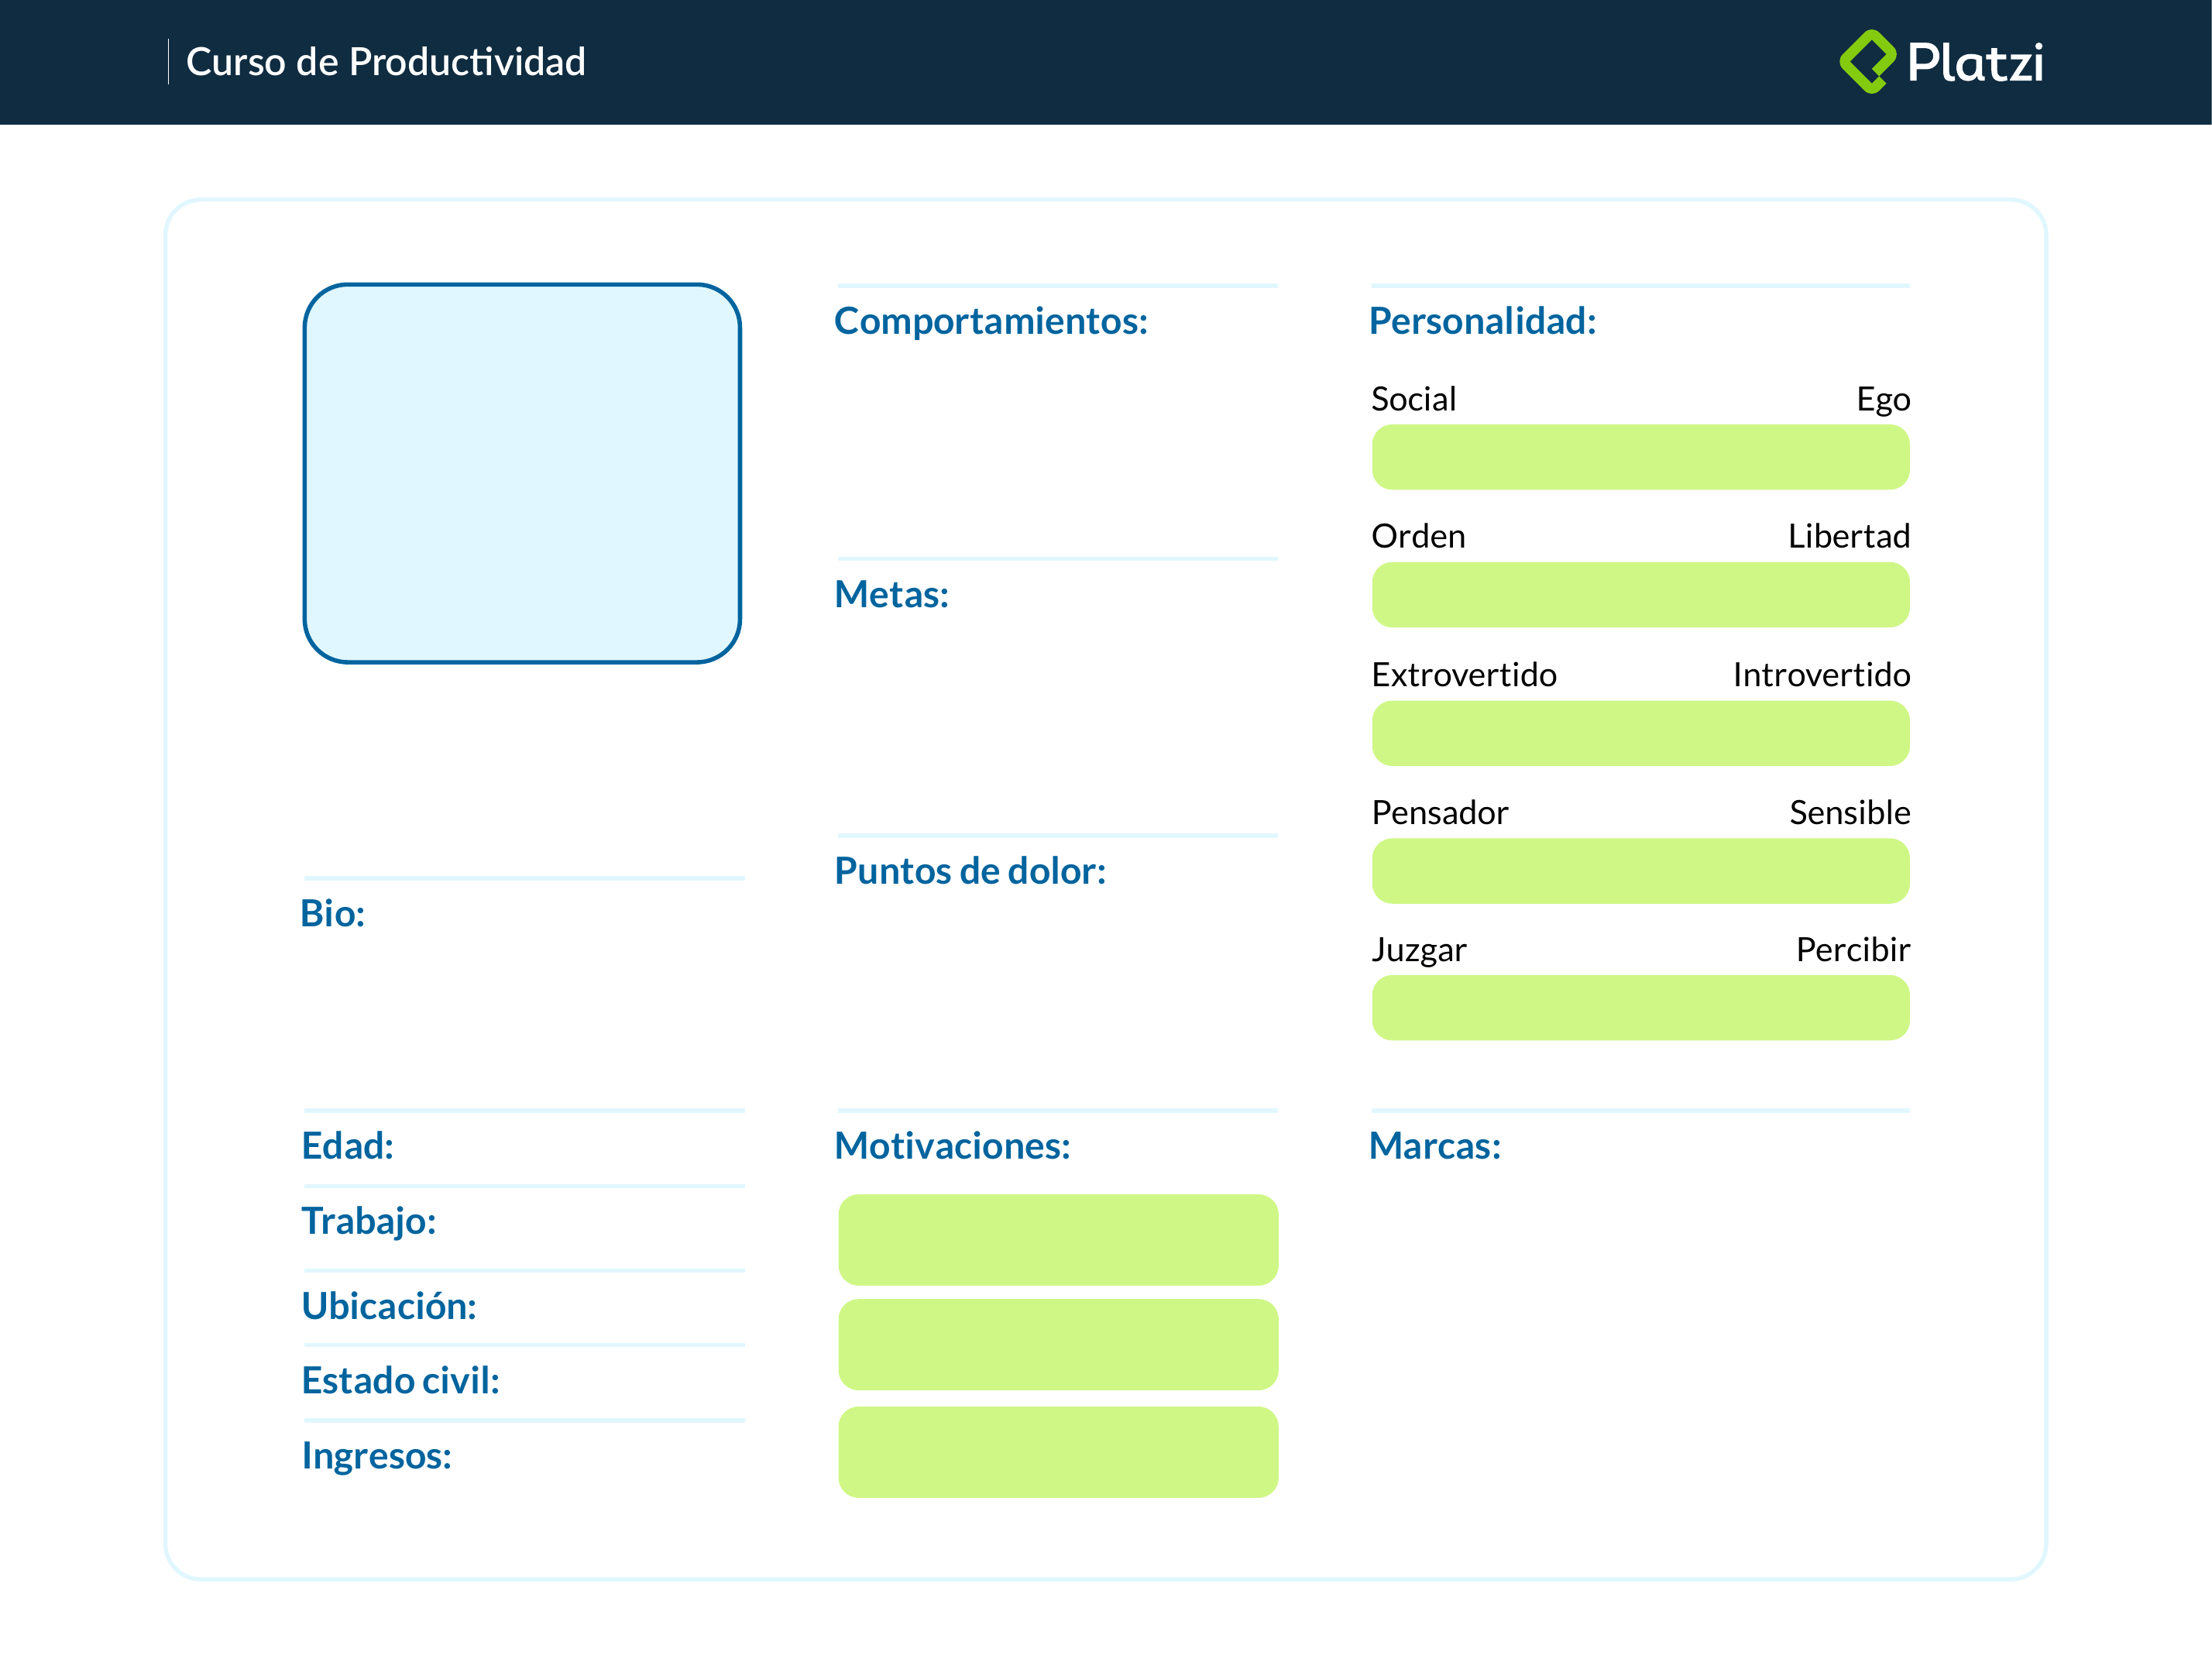 Curso de Productividad
Platzi
Bio:
Edad:
Trabajo:
Ubicación:
Estado civil:
Ingresos:
Comportamientos:
Metas:
Puntos de dolor:
Motivaciones:
Personalidad:
Social Ego
Orden Libertad
Extrovertido Introvertido
Pensador Sensible
Juzgar Percibir
Marcas: